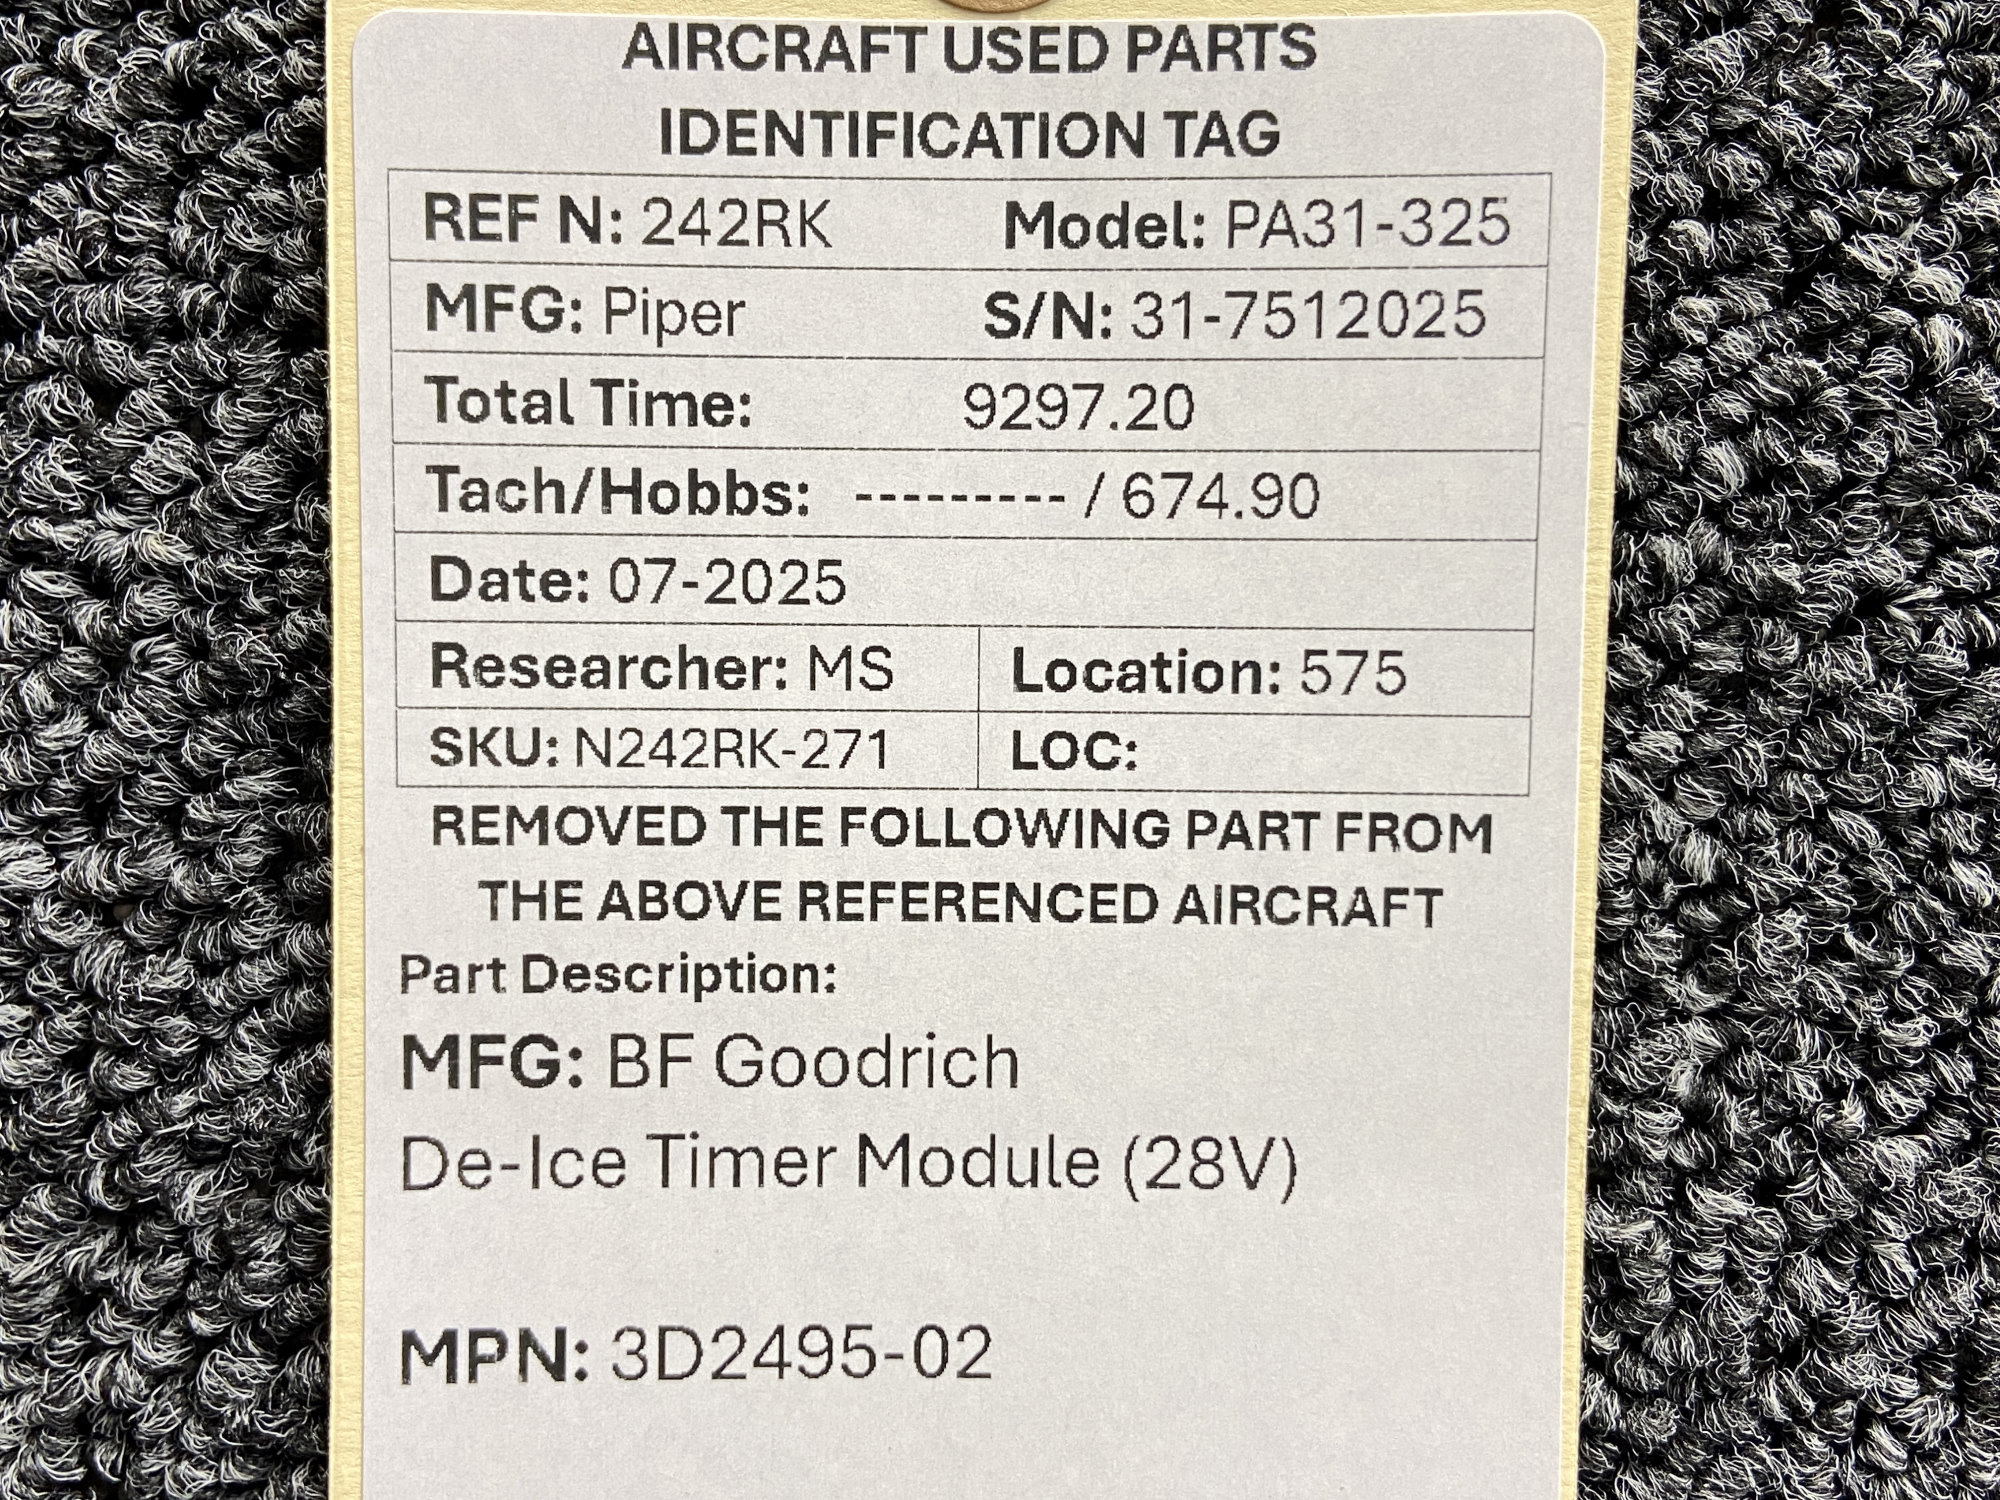 AIRCRAFT USED PARTS
IDENTIFICATION TAG
REF N: 242RK Model: PA31-325
MFG: Piper S/N: 31-7512025
Total Time: 9297.20
Tach/Hobbs: --------- / 674.90
Date: 07-2025
Researcher: MS Location: 575
SKU: N242RK-271 LOC:
REMOVED THE FOLLOWING PART FROM
THE ABOVE REFERENCED AIRCRAFT
Part Description:
MFG: BF Goodrich
De-Ice Timer Module (28V)
MPN: 3D2495-02